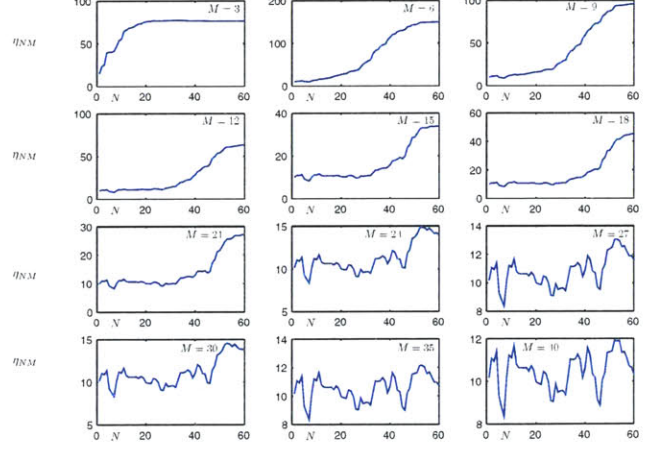 100 M = 3 200 M = 6 100 M = 9
η_NM 50 100 50
0 0 0
0 N 20 40 60 0 N 20 40 60 0 N 20 40 60
100 M = 12 40 M = 15 60 M = 18
η_NM 50 20 40
20
0 0 0
0 N 20 40 60 0 N 20 40 60 0 N 20 40 60
30 M = 21 15 M = 24 14 M = 27
20 12
η_NM 10 10 10
0 5 8
0 N 20 40 60 0 N 20 40 60 0 N 20 40 60
15 M = 30 14 M = 35 12 M = 40
12
η_NM 10 10 10
5 8 8
0 N 20 40 60 0 N 20 40 60 0 N 20 40 60